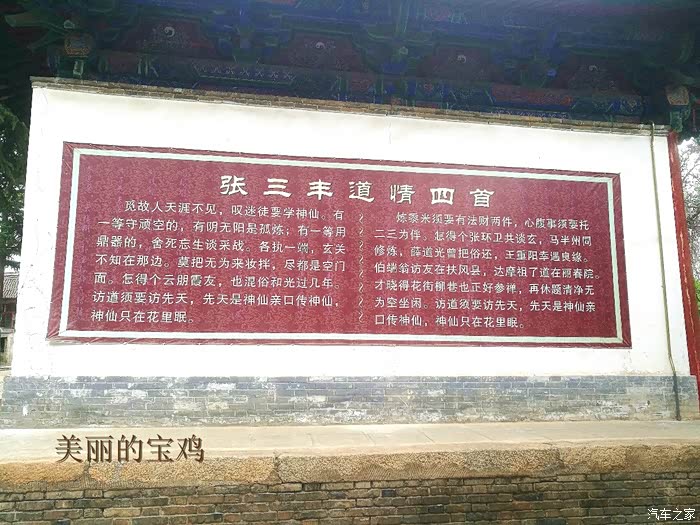 张三丰道情四首
觅故人天涯不见，叹迷徒要学神仙。有
一等守顽空的，有阴无阳是孤炼；有一等用
鼎器的，舍死忘生谈采战。各执一端，玄关
不知在那边。莫把无为来妆拌，尽都是空门
面。怎得个云朋霞友，也混俗和光过几年。
访道须要访先天，先天是神仙亲口传神仙，
神仙只在花里眠。
炼黍米须要有法财两件，心腹事须要托
二三为伴。怎得个张环卫共谈玄，马半州同
修炼，薛道光曾把俗还，王重阳幸遇良缘。
伯端翁访友在扶风县，达摩祖了道在丽春院。
才晓得花街柳巷也正好参禅，再休题清净无
为空坐闲。访道须要访先天，先天是神仙亲
口传神仙，神仙只在花里眠。
美丽的宝鸡
汽车之家